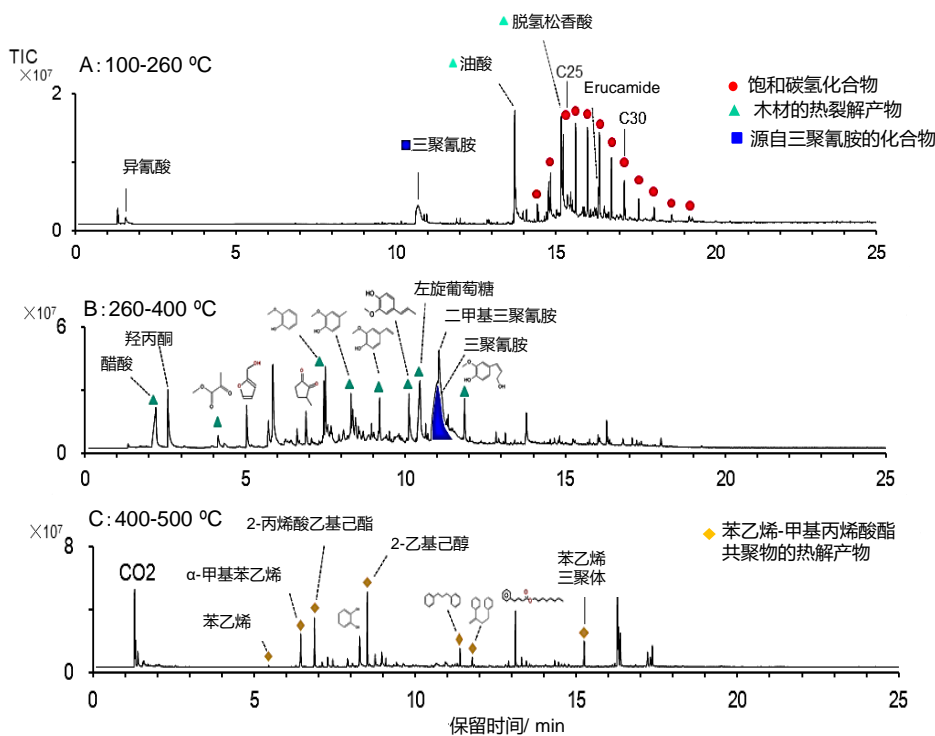 TIC
×10⁷
A:100-260 ºC
脱氢松香酸
油酸
C25
Erucamide
C30
三聚氰胺
异氰酸
饱和碳氢化合物
木材的热裂解产物
源自三聚氰胺的化合物
2
1
0
0 5 10 15 20 25
×10⁷
B:260-400 ºC
左旋葡萄糖
二甲基三聚氰胺
三聚氰胺
羟丙酮
醋酸
6
3
0
0 5 10 15 20 25
×10⁷
C:400-500 ºC
2-丙烯酸乙基己酯
2-乙基己醇
α-甲基苯乙烯
苯乙烯
CO2
苯乙烯
三聚体
苯乙烯-甲基丙烯酸酯
共聚物的热解产物
8
4
0
0 5 10 15 20 25
保留时间/ min